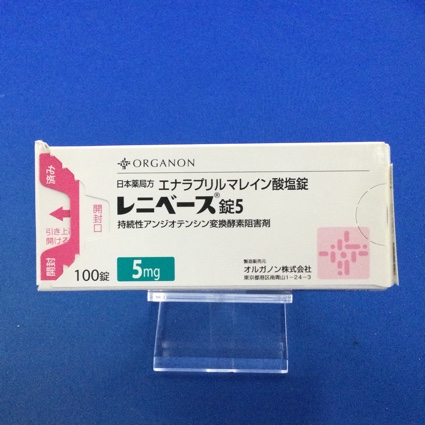 ORGANON
日本薬局方 エナラプリルマレイン酸塩錠
レニベース®錠5
持続性アンジオテンシン変換酵素阻害剤
100錠 5mg
製造販売元
オルガノン株式会社
東京都港区南青山1-24-3
開封口
引き上げ
開ける
開封
済み